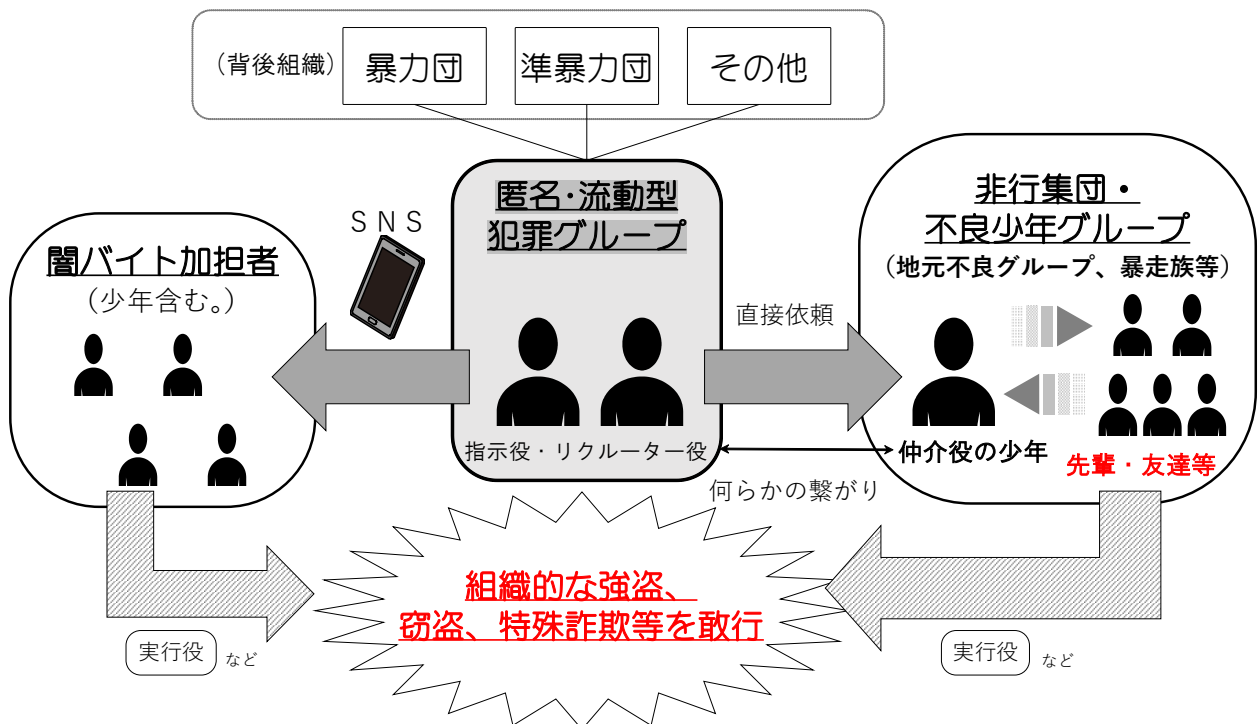 (背後組織)
暴力団
準暴力団
その他
匿名・流動型
犯罪グループ
指示役・リクルーター役
SNS
闇バイト加担者
(少年含む。)
直接依頼
非行集団・
不良少年グループ
(地元不良グループ、暴走族等)
仲介役の少年
先輩・友達等
何らかの繋がり
組織的な強盗、
窃盗、特殊詐欺等を敢行
実行役 など
実行役 など